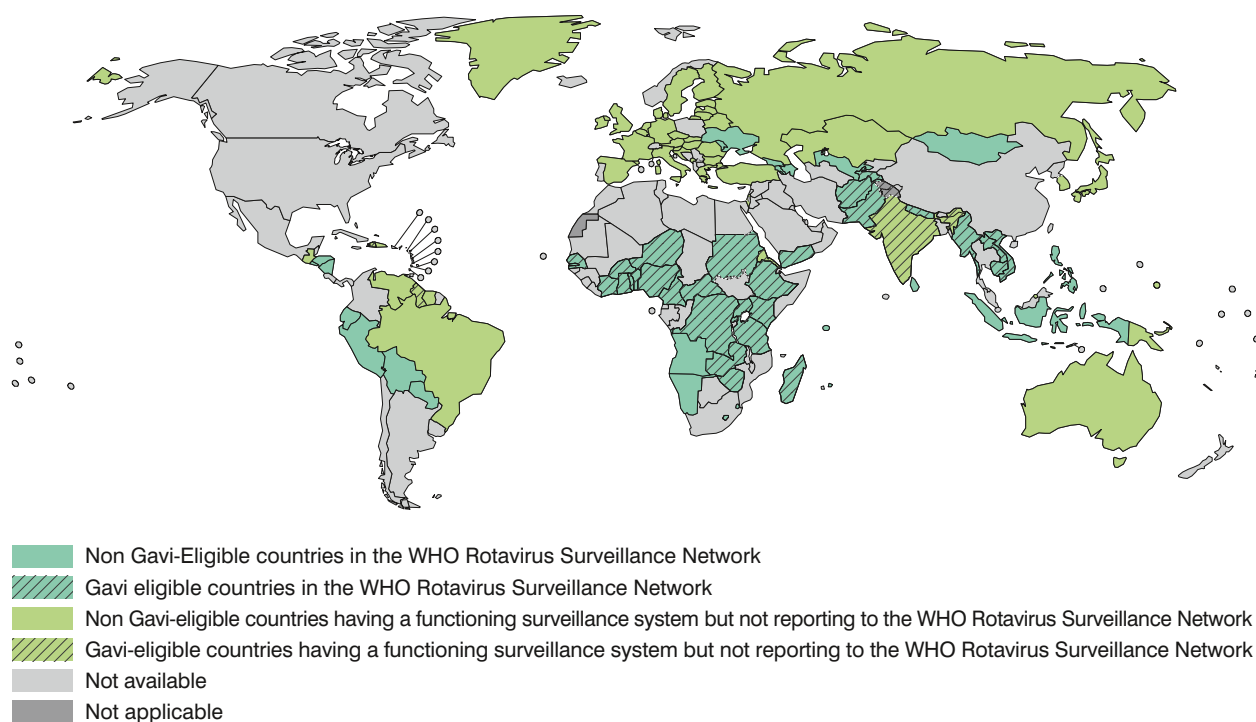 Non Gavi-Eligible countries in the WHO Rotavirus Surveillance Network
Gavi eligible countries in the WHO Rotavirus Surveillance Network
Non Gavi-eligible countries having a functioning surveillance system but not reporting to the WHO Rotavirus Surveillance Network
Gavi-eligible countries having a functioning surveillance system but not reporting to the WHO Rotavirus Surveillance Network
Not available
Not applicable